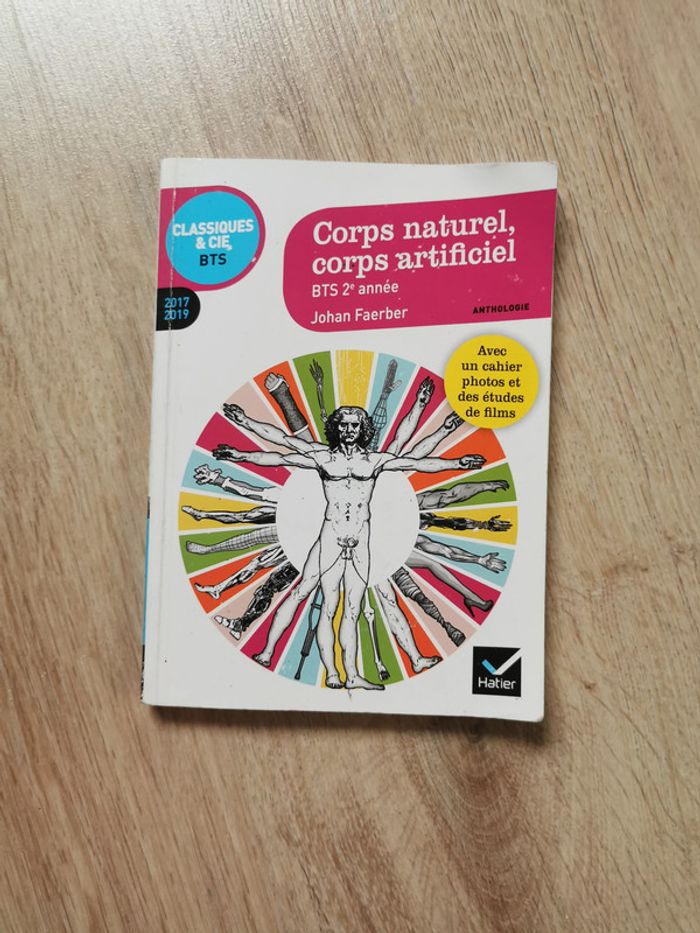 CLASSIQUES
& CIE
BTS
2017
2019
Corps naturel,
corps artificiel
BTS 2e année
Johan Faerber
ANTHOLOGIE
Avec
un cahier
photos et
des études
de films
Hatier